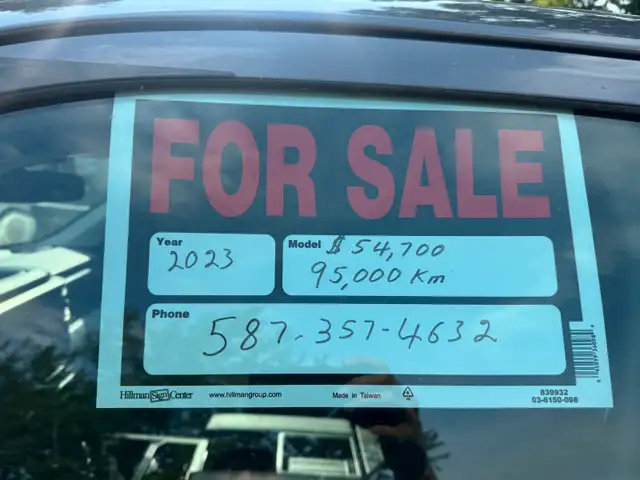 FOR SALE
Year
2023
Model $ 54,700
95,000 Km
Phone
587-357-4632
Hillman Sign Center www.hillmangroup.com Made in Taiwan
839932
03-6150-098